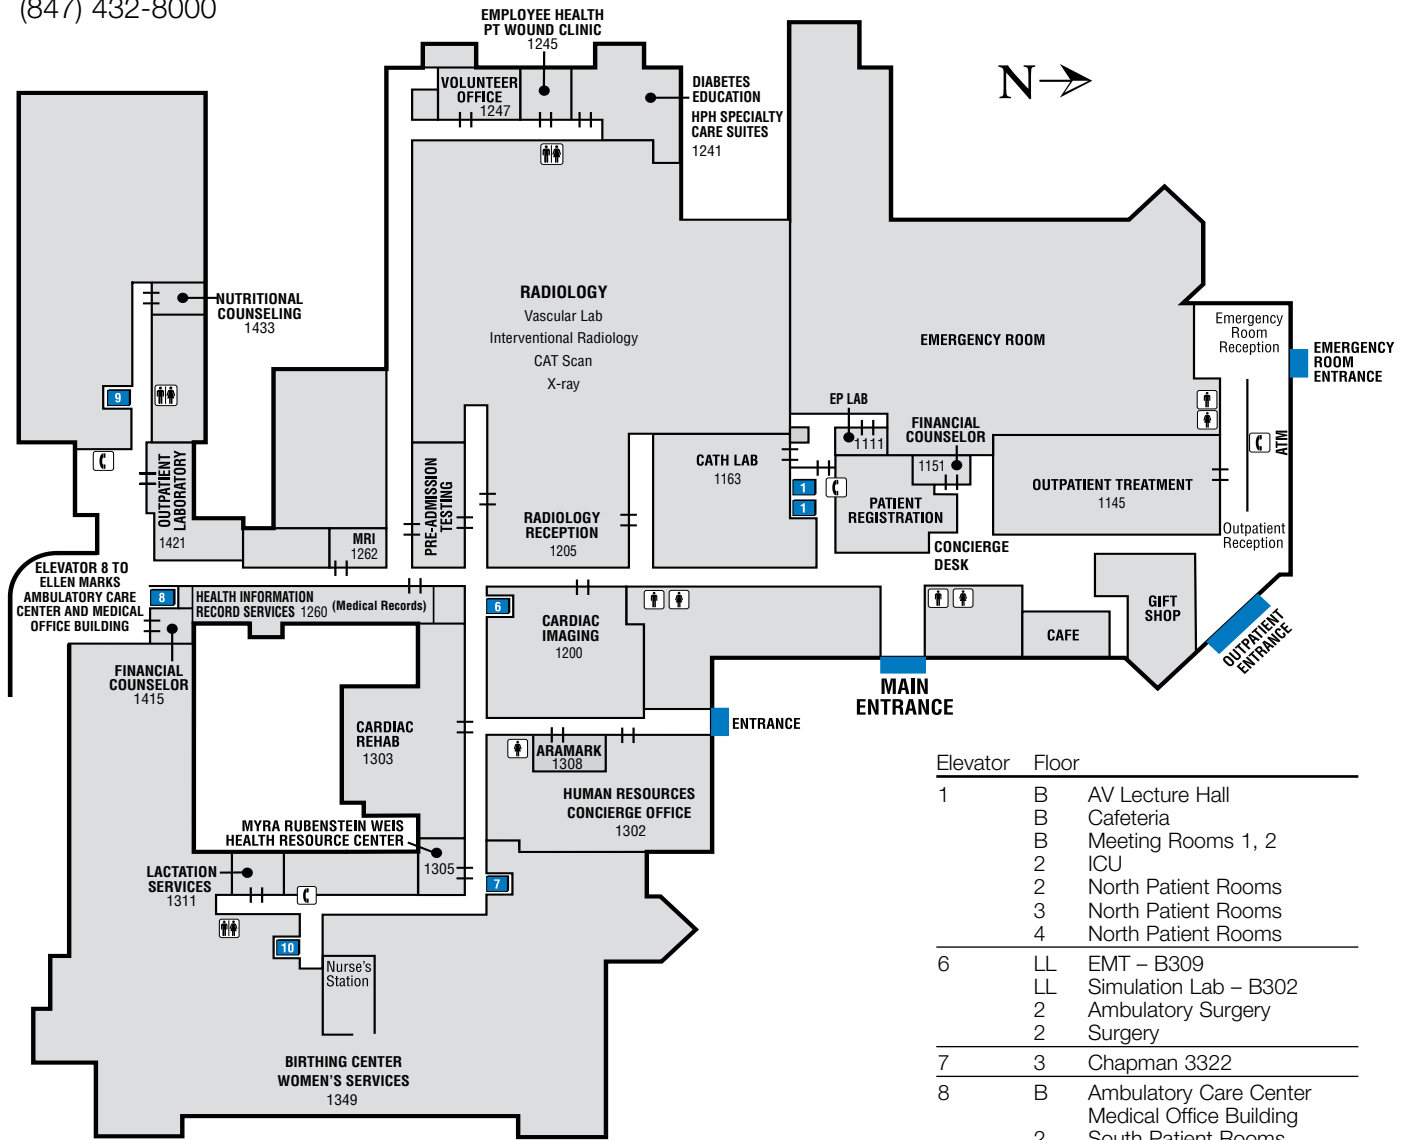 (847) 432-8000
EMPLOYEE HEALTH
PT WOUND CLINIC
1245
VOLUNTEER
OFFICE
1247
DIABETES
EDUCATION
HPH SPECIALTY
CARE SUITES
1241
N
NUTRITIONAL
COUNSELING
1433
RADIOLOGY
Vascular Lab
Interventional Radiology
CAT Scan
X-ray
EMERGENCY ROOM
Emergency
Room
Reception
EMERGENCY
ROOM
ENTRANCE
9
EP LAB
1111
FINANCIAL
COUNSELOR
1151
ATM
OUTPATIENT
LABORATORY
1421
PRE-ADMISSION
TESTING
CATH LAB
1163
1
1
PATIENT
REGISTRATION
OUTPATIENT TREATMENT
1145
RADIOLOGY
RECEPTION
1205
MRI
1262
CONCIERGE
DESK
Outpatient
Reception
ELEVATOR 8 TO
ELLEN MARKS
AMBULATORY CARE
CENTER AND MEDICAL
OFFICE BUILDING
8
HEALTH INFORMATION
RECORD SERVICES 1260 (Medical Records)
6
CARDIAC
IMAGING
1200
GIFT
SHOP
CAFE
OUTPATIENT
ENTRANCE
FINANCIAL
COUNSELOR
1415
MAIN
ENTRANCE
CARDIAC
REHAB
1303
ENTRANCE
ARAMARK
1308
HUMAN RESOURCES
CONCIERGE OFFICE
1302
MYRA RUBENSTEIN WEIS
HEALTH RESOURCE CENTER
1305
LACTATION
SERVICES
1311
7
10
Nurse's
Station
BIRTHING CENTER
WOMEN'S SERVICES
1349
Elevator Floor
1 B AV Lecture Hall
B Cafeteria
B Meeting Rooms 1, 2
2 ICU
2 North Patient Rooms
3 North Patient Rooms
4 North Patient Rooms
6 LL EMT – B309
LL Simulation Lab – B302
2 Ambulatory Surgery
2 Surgery
7 3 Chapman 3322
8 B Ambulatory Care Center
Medical Office Building
2 South Patient Rooms